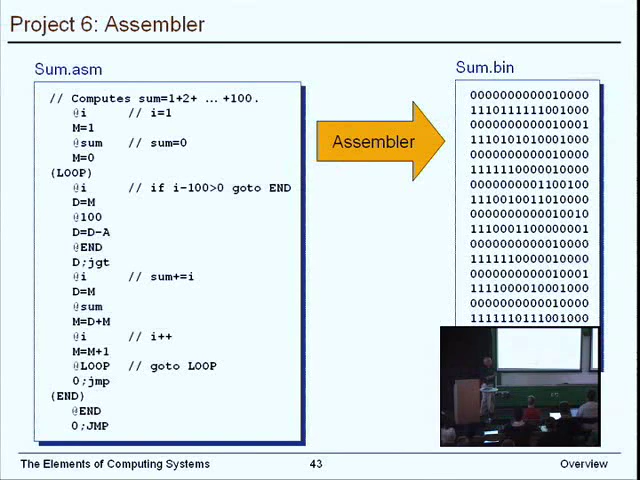 Project 6: Assembler
Sum.asm
// Computes sum=1+2+ ... +100.
@i // i=1
M=1
@sum // sum=0
M=0
(LOOP)
@i // if i-100>0 goto END
D=M
@100
D=D-A
@END
D;jgt
@i // sum+=i
D=M
@sum
M=D+M
@i // i++
M=M+1
@LOOP // goto LOOP
0;jmp
(END)
@END
0;JMP
Assembler
Sum.bin
0000000000010000
1110111111001000
0000000000010001
1110101010001000
0000000000010000
1111110000010000
0000000001100100
1110010011010000
0000000000010010
1110001100000001
0000000000010000
1111110000010000
0000000000010001
1111000010001000
0000000000010000
1111110111001000
The Elements of Computing Systems
43
Overview